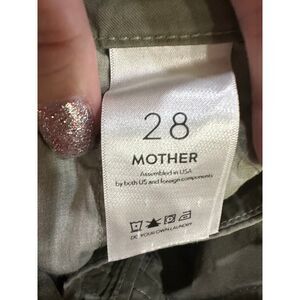 28
MOTHER
Assembled in USA
by both US and foreign components
DO YOUR OWN LAUNDRY